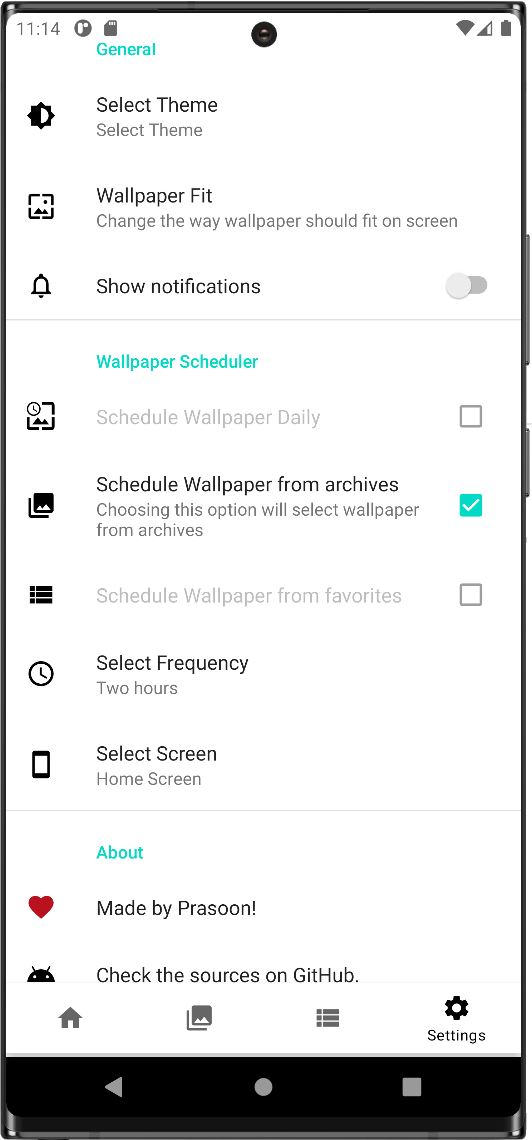 11:14
General
Select Theme
Select Theme
Wallpaper Fit
Change the way wallpaper should fit on screen
Show notifications
Wallpaper Scheduler
Schedule Wallpaper Daily
Schedule Wallpaper from archives
Choosing this option will select wallpaper
from archives
Schedule Wallpaper from favorites
Select Frequency
Two hours
Select Screen
Home Screen
About
Made by Prasoon!
Check the sources on GitHub.
Settings